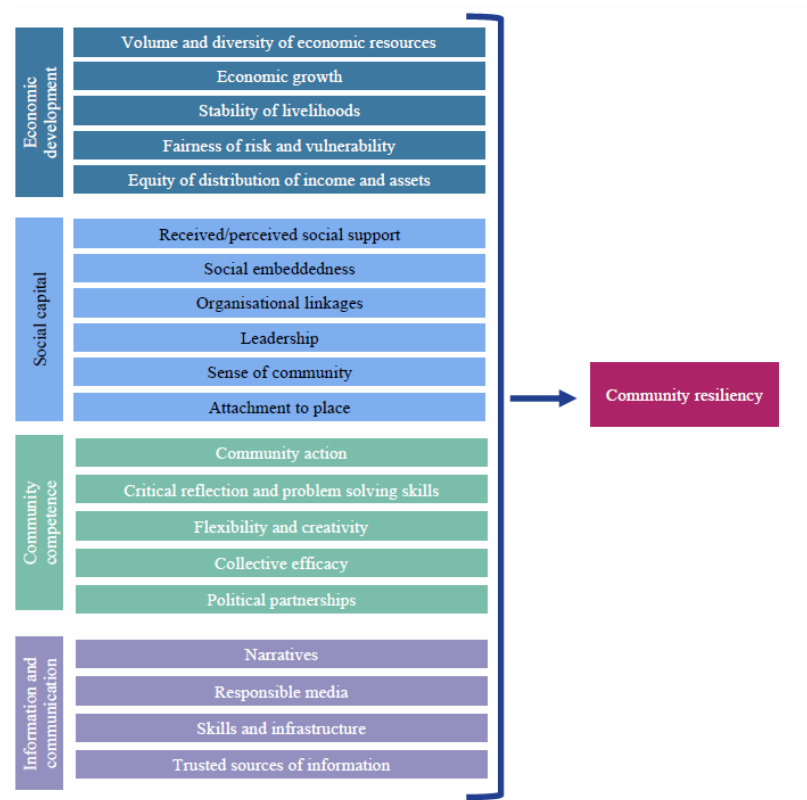 Economic
development
Volume and diversity of economic resources
Economic growth
Stability of livelihoods
Fairness of risk and vulnerability
Equity of distribution of income and assets
Social capital
Received/perceived social support
Social embeddedness
Organisational linkages
Leadership
Sense of community
Attachment to place
Community
competence
Community action
Critical reflection and problem solving skills
Flexibility and creativity
Collective efficacy
Political partnerships
Information and
communication
Narratives
Responsible media
Skills and infrastructure
Trusted sources of information
Community resiliency